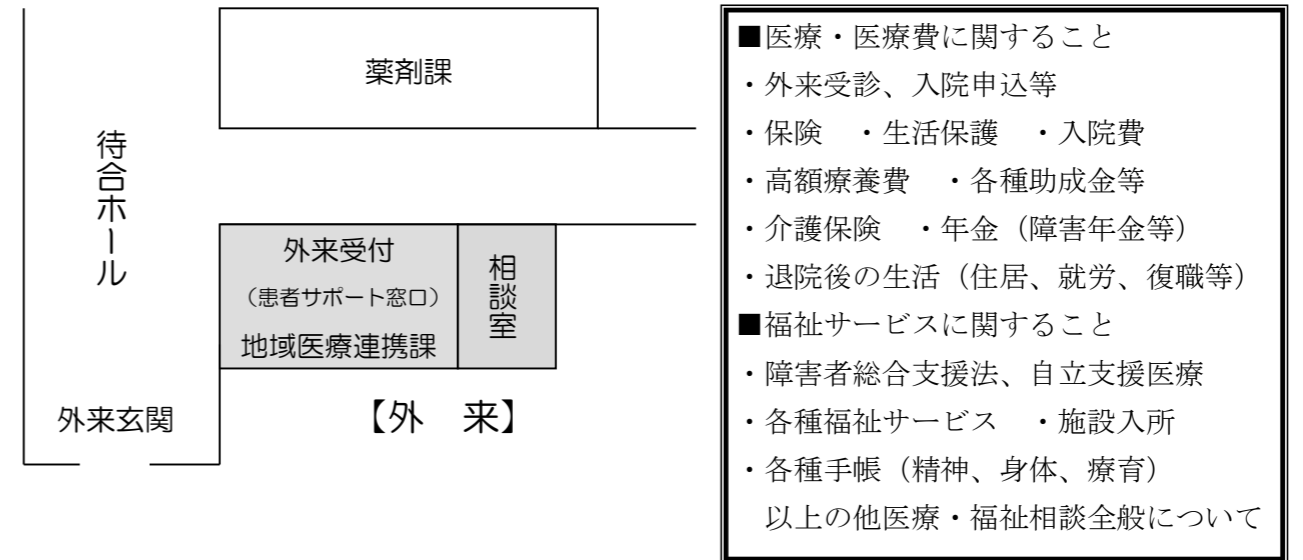 薬剤課
待合ホール
外来受付
（患者サポート窓口）
地域医療連携課
相談室
外来玄関
【外　来】
■医療・医療費に関すること
・外来受診、入院申込等
・保険　・生活保護　・入院費
・高額療養費　・各種助成金等
・介護保険　・年金（障害年金等）
・退院後の生活（住居、就労、復職等）
■福祉サービスに関すること
・障害者総合支援法、自立支援医療
・各種福祉サービス　・施設入所
・各種手帳（精神、身体、療育）
以上の他医療・福祉相談全般について